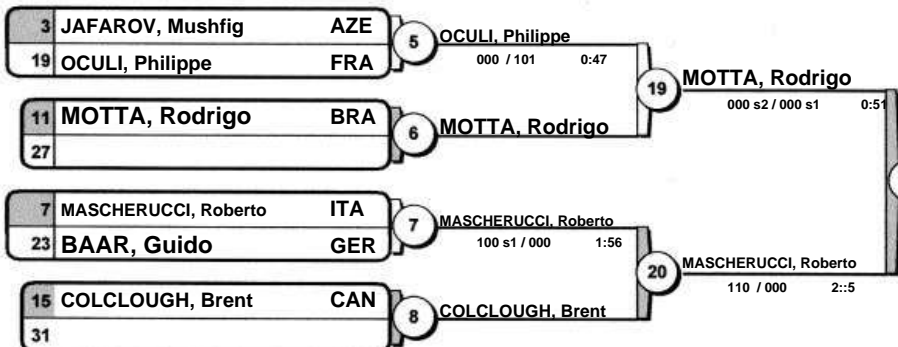 3 JAFAROV, Mushfig AZE
19 OCULI, Philippe FRA
5
OCULI, Philippe
000 / 101 0:47
11 MOTTA, Rodrigo BRA
27
6
MOTTA, Rodrigo
19
MOTTA, Rodrigo
000 s2 / 000 s1 0:51
7 MASCHERUCCI, Roberto ITA
23 BAAR, Guido GER
7
MASCHERUCCI, Roberto
100 s1 / 000 1:56
15 COLCLOUGH, Brent CAN
31
8
COLCLOUGH, Brent
20
MASCHERUCCI, Roberto
110 / 000 2::5